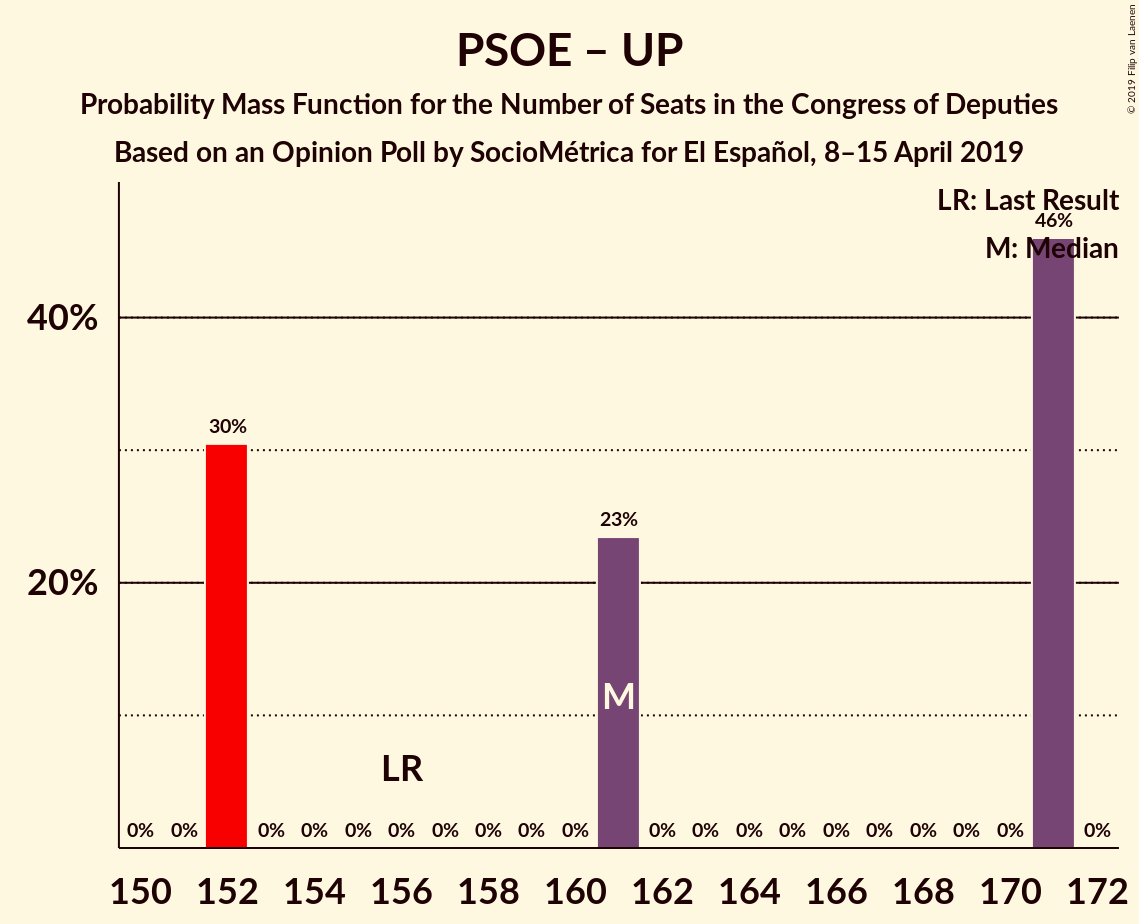 PSOE – UP
Probability Mass Function for the Number of Seats in the Congress of Deputies
Based on an Opinion Poll by SocioMétrica for El Español, 8–15 April 2019
© 2019 Filip van Laenen
LR: Last Result
46%
M: Median
40%
30%
23%
20%
M
LR
0% 0% 0% 0% 0% 0% 0% 0% 0% 0% 0% 0% 0% 0% 0% 0% 0% 0% 0% 0%
150 152 154 156 158 160 162 164 166 168 170 172